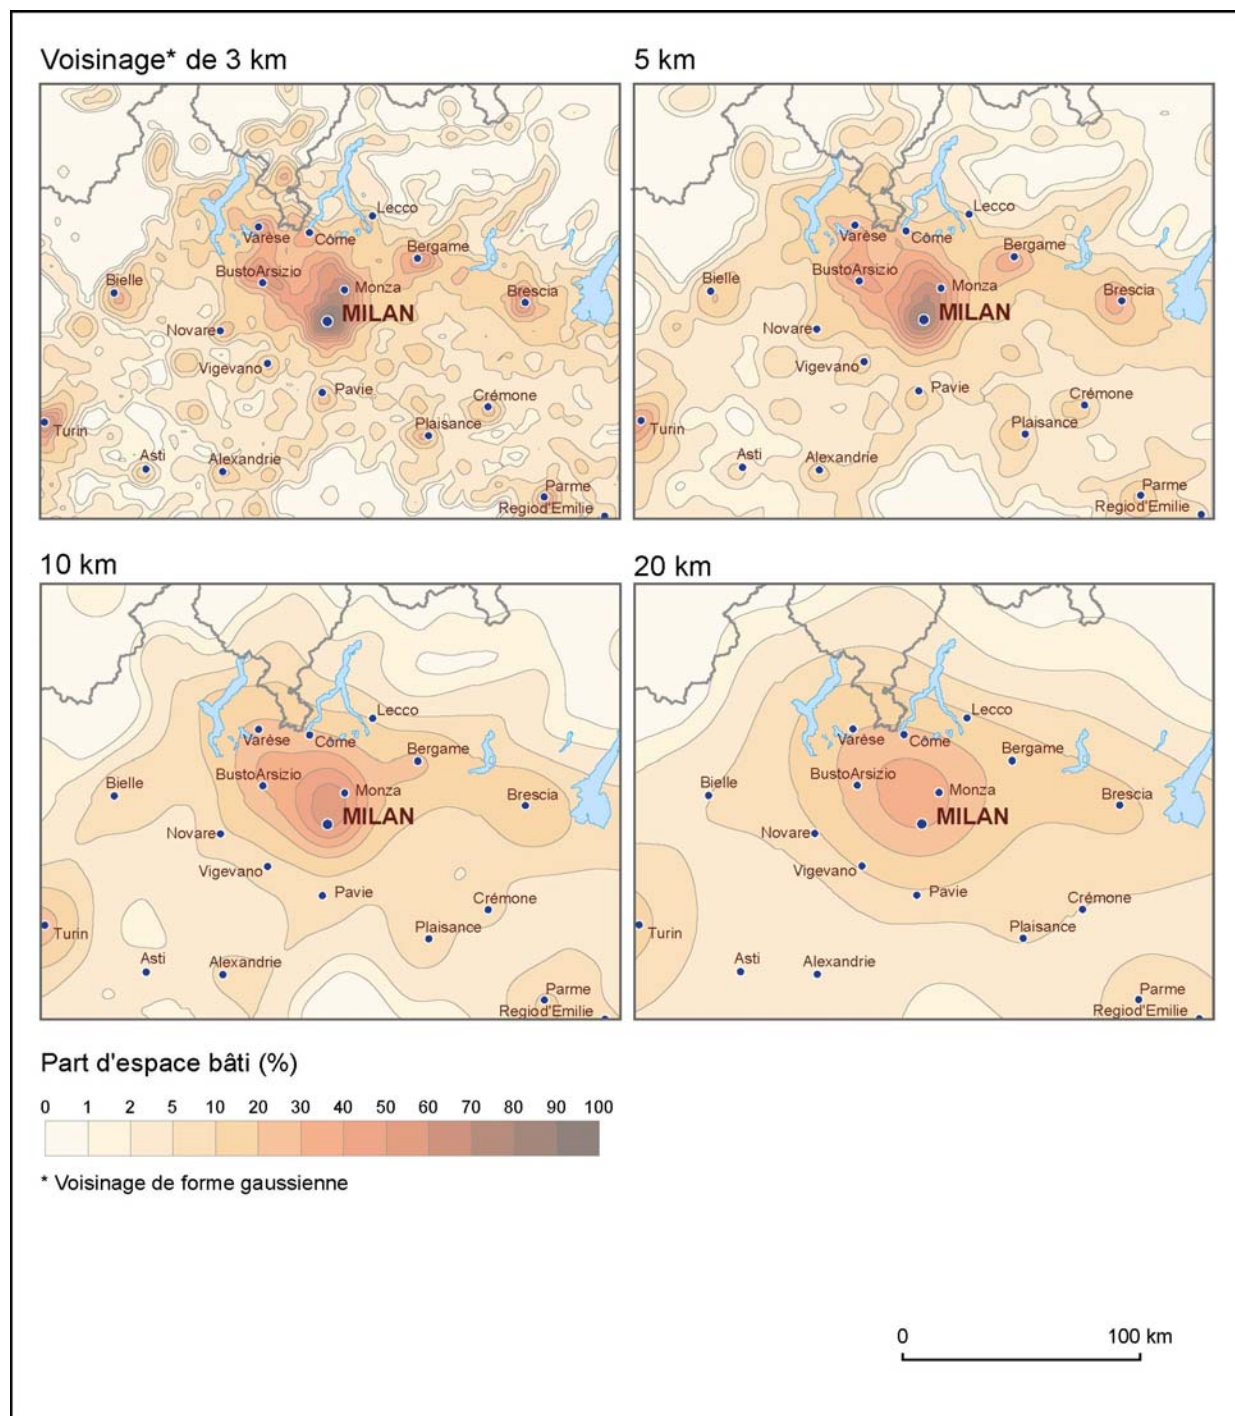 Voisinage* de 3 km
Lecco
Varèse
Côme
Bergame
BustoArsizio
Bielle
Monza
Brescia
MILAN
Novare
Vigevano
Pavie
Crémone
Turin
Plaisance
Asti
Alexandrie
Parme
Regiod'Emilie
5 km
Lecco
Varèse
Côme
Bergame
BustoArsizio
Bielle
Monza
Brescia
MILAN
Novare
Vigevano
Pavie
Crémone
Turin
Plaisance
Asti
Alexandrie
Parme
Regiod'Emilie
10 km
Lecco
Varèse
Côme
Bergame
BustoArsizio
Bielle
Monza
Brescia
MILAN
Novare
Vigevano
Pavie
Crémone
Turin
Plaisance
Asti
Alexandrie
Parme
Regiod'Emilie
20 km
Lecco
Varèse
Côme
Bergame
BustoArsizio
Bielle
Monza
Brescia
MILAN
Novare
Vigevano
Pavie
Crémone
Turin
Plaisance
Asti
Alexandrie
Parme
Regiod'Emilie
Part d'espace bâti (%)
0 1 2 5 10 20 30 40 50 60 70 80 90 100
* Voisinage de forme gaussienne
0 100 km